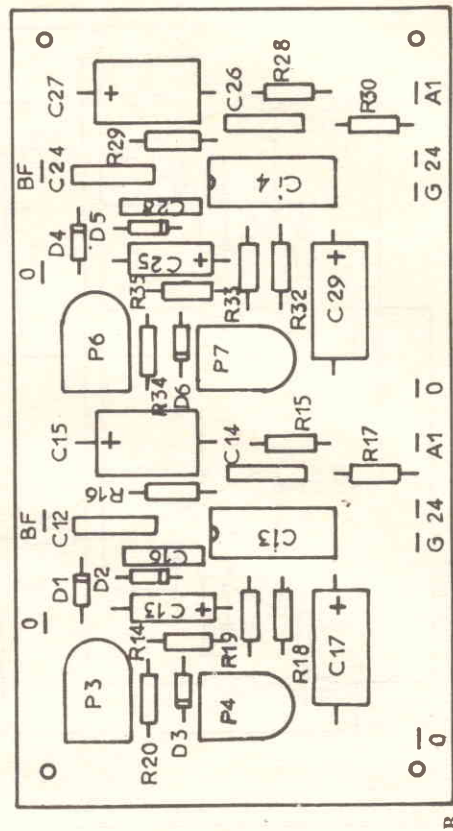 C27
R28
C26
R30
A1
R29
BF
C24
Ci4
24
G
C28
D4
D5
C25
R35
R33
R32
C29
0
P6
R34
D6
P7
0
C15
R15
C14
R17
A1
R16
BF
C12
Ci3
24
G
C16
D1
D2
C13
R14
R19
R18
C17
0
P3
R20
D3
P4
0
B
+
+
+
+
+
+